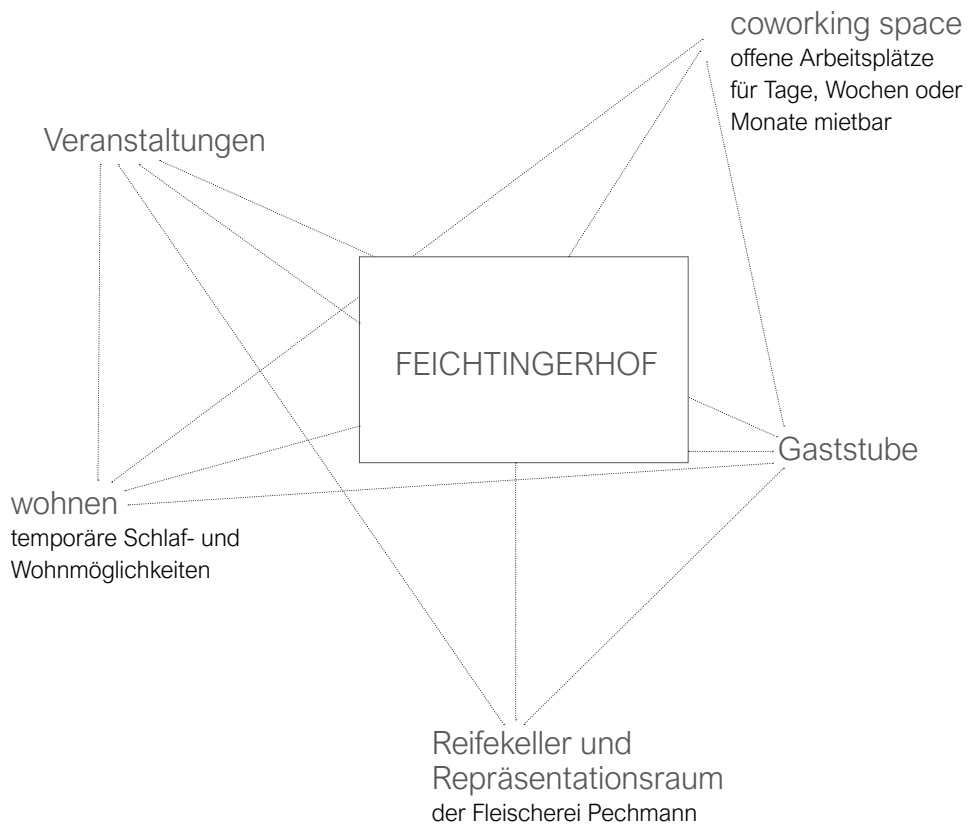 coworking space
offene Arbeitsplätze
für Tage, Wochen oder
Monate mietbar
Veranstaltungen
FEICHTINGERHOF
Gaststube
wohnen
temporäre Schlaf- und
Wohnmöglichkeiten
Reifekeller und
Repräsentationsraum
der Fleischerei Pechmann